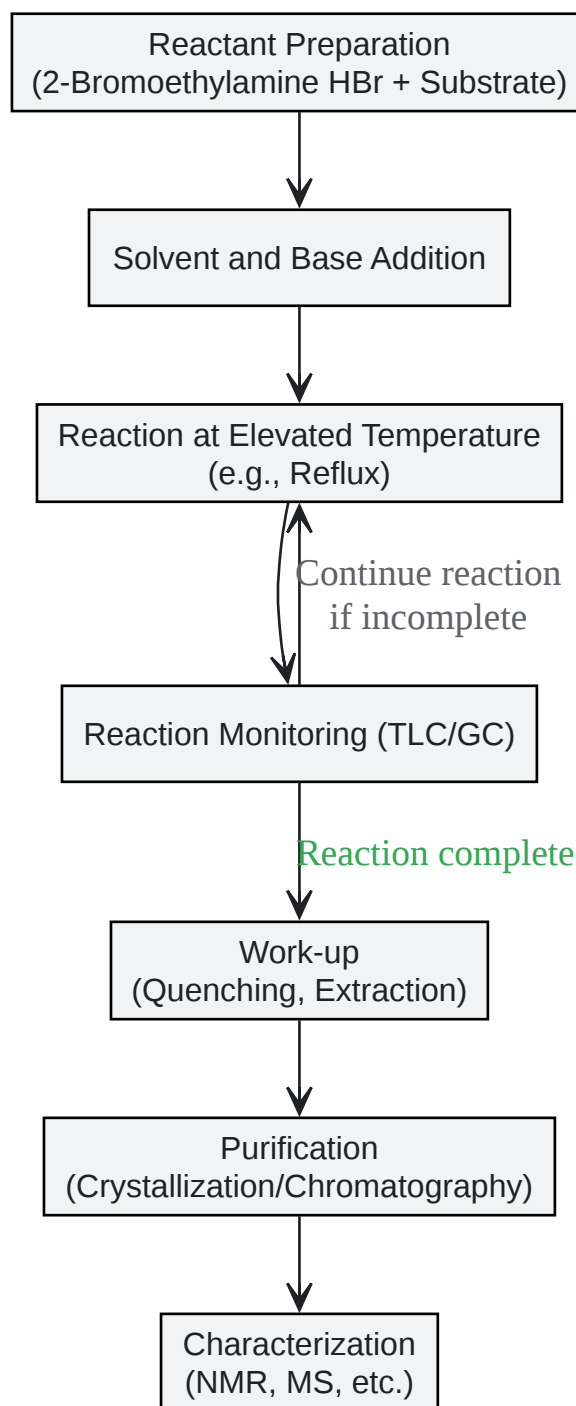 Reactant Preparation
(2-Bromoethylamine HBr + Substrate)
Solvent and Base Addition
Reaction at Elevated Temperature
(e.g., Reflux)
Continue reaction
if incomplete
Reaction Monitoring (TLC/GC)
Reaction complete
Work-up
(Quenching, Extraction)
Purification
(Crystallization/Chromatography)
Characterization
(NMR, MS, etc.)